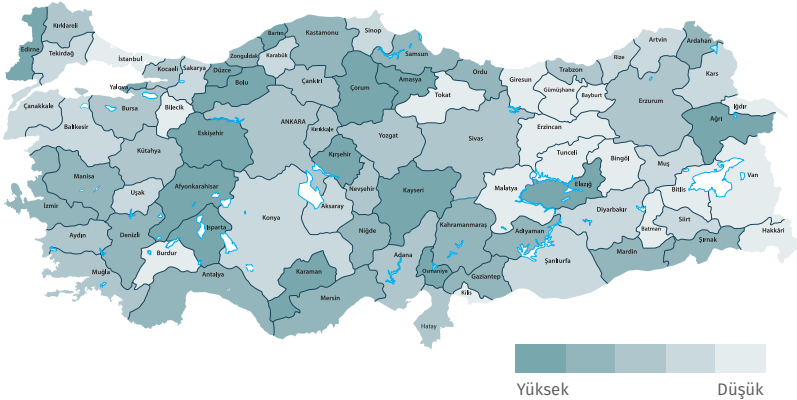 Kırklareli
Edirne
Tekirdağ
İstanbul
Kocaeli
Sakarya
Yalova
Düzce
Zonguldak
Bartın
Karabük
Kastamonu
Sinop
Samsun
Bolu
Çankırı
Çorum
Amasya
Ordu
Tokat
Giresun
Trabzon
Gümüşhane
Bayburt
Rize
Artvin
Ardahan
Kars
Iğdır
Ağrı
Erzurum
Çanakkale
Balıkesir
Bursa
Bilecik
Eskişehir
ANKARA
Kırıkkale
Yozgat
Sivas
Erzincan
Kütahya
Kırşehir
Tunceli
Bingöl
Muş
Bitlis
Van
Manisa
Uşak
Afyonkarahisar
Nevşehir
Kayseri
Malatya
Elazığ
İzmir
Aksaray
Konya
Niğde
Kahramanmaraş
Adıyaman
Diyarbakır
Batman
Siirt
Hakkâri
Aydın
Denizli
Isparta
Burdur
Muğla
Antalya
Karaman
Mersin
Adana
Osmaniye
Gaziantep
Kilis
Şanlıurfa
Mardin
Şırnak
Hatay
Yüksek
Düşük